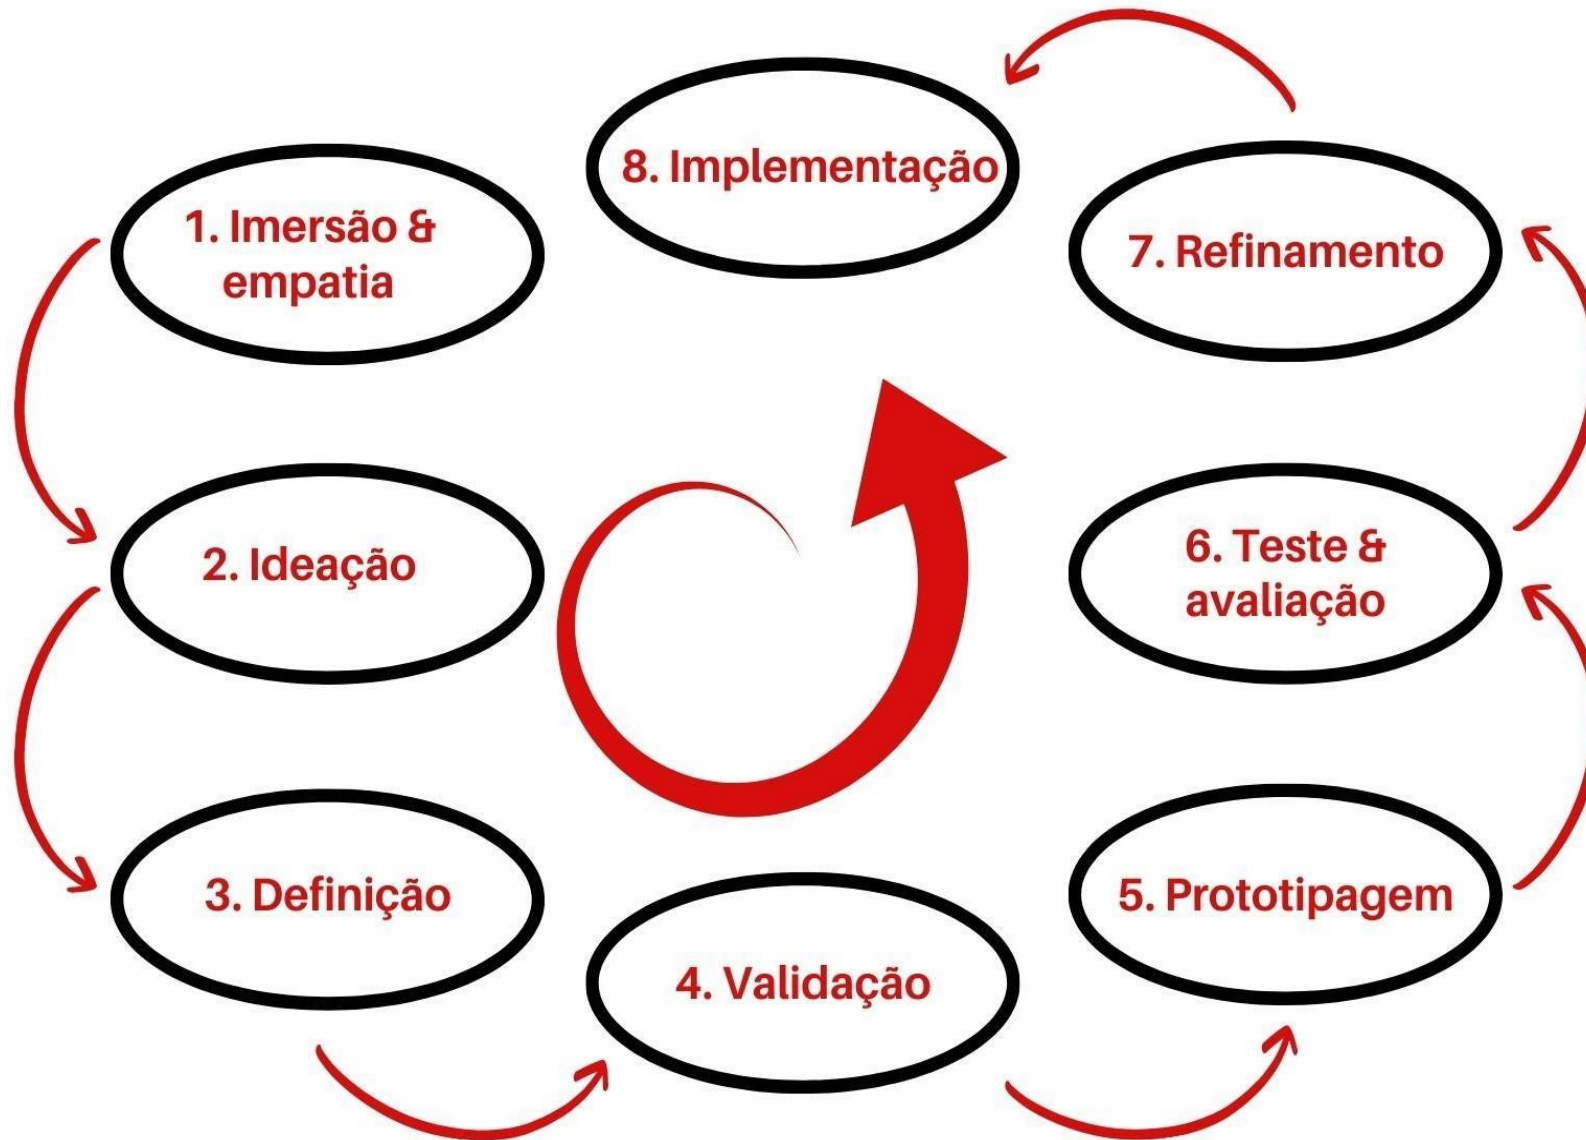 1. Imersão &
empatia
2. Ideação
3. Definição
4. Validação
5. Prototipagem
6. Teste &
avaliação
7. Refinamento
8. Implementação